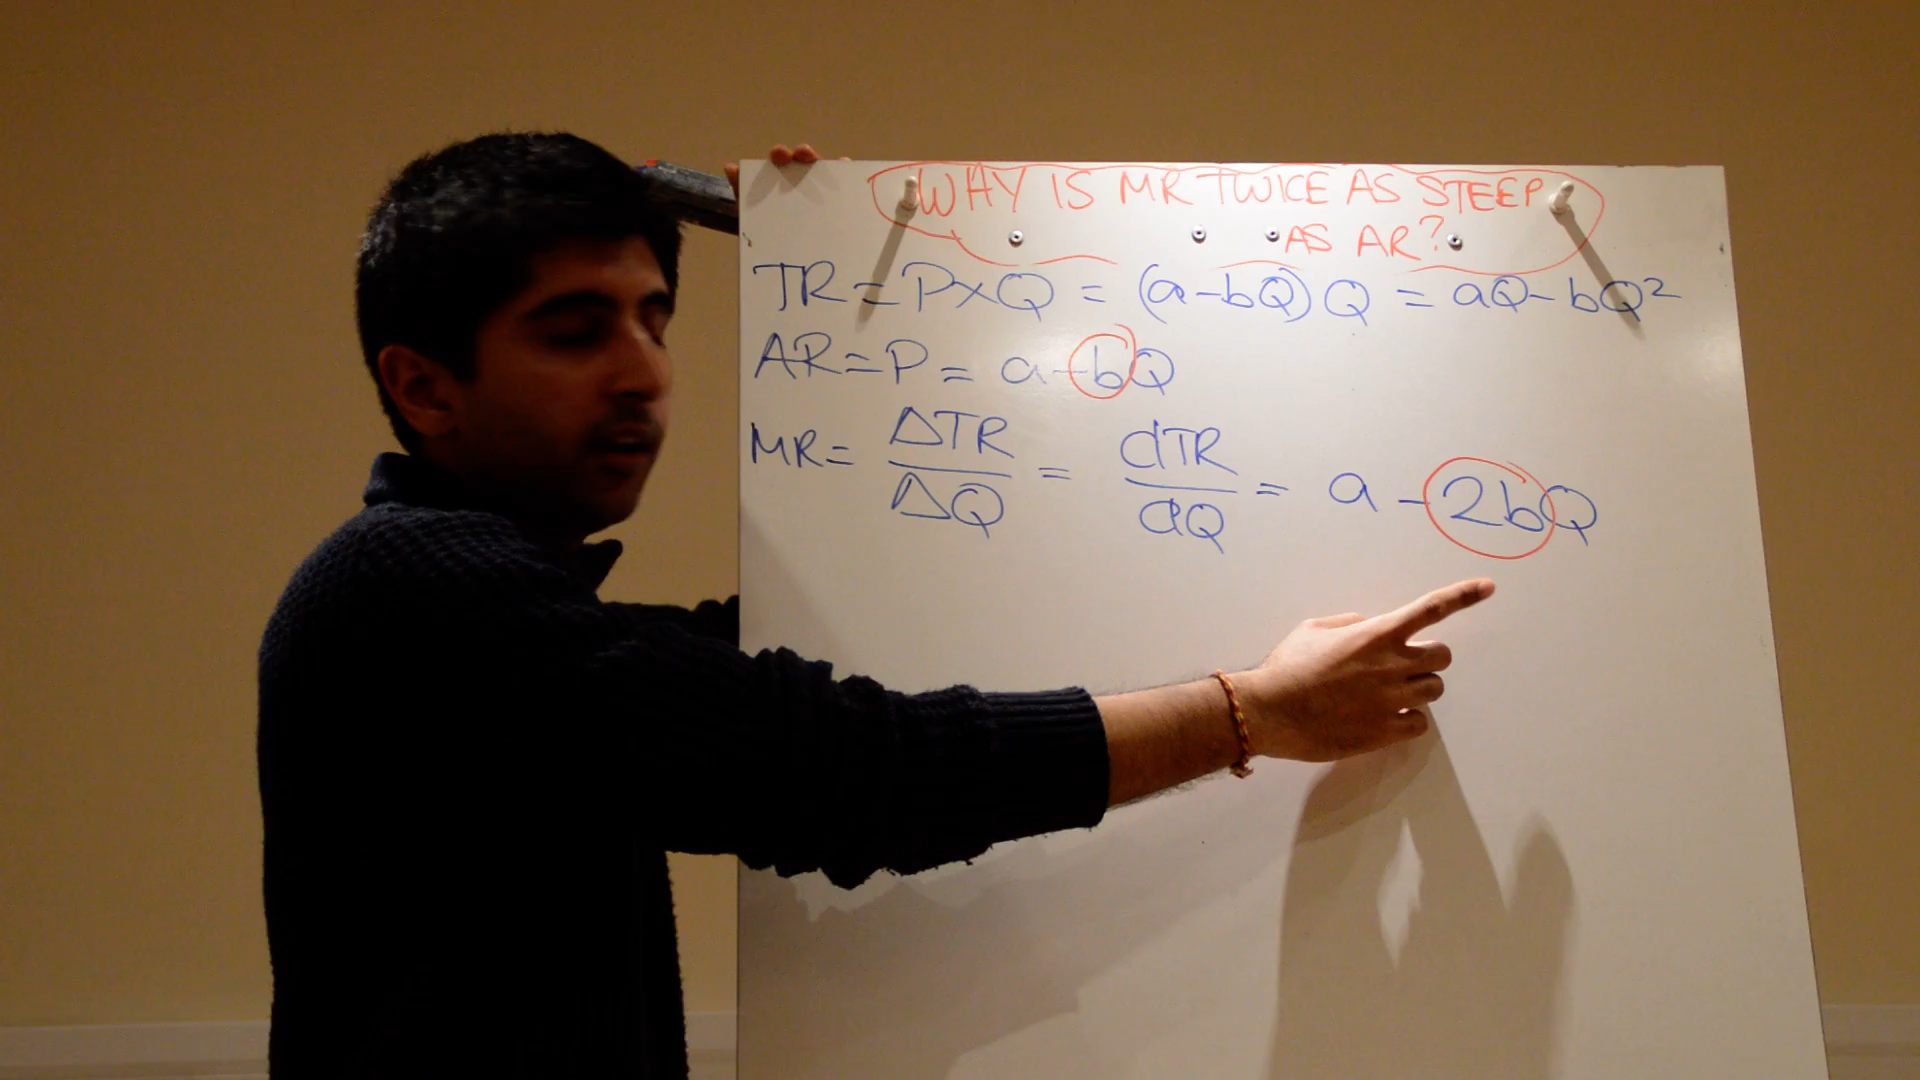 WHY IS MR TWICE AS STEEP
AS AR?
TR = P×Q = (a-bQ)Q = aQ - bQ²
AR = P = a - bQ
MR = ΔTR/ΔQ = dTR/dQ = a - 2bQ